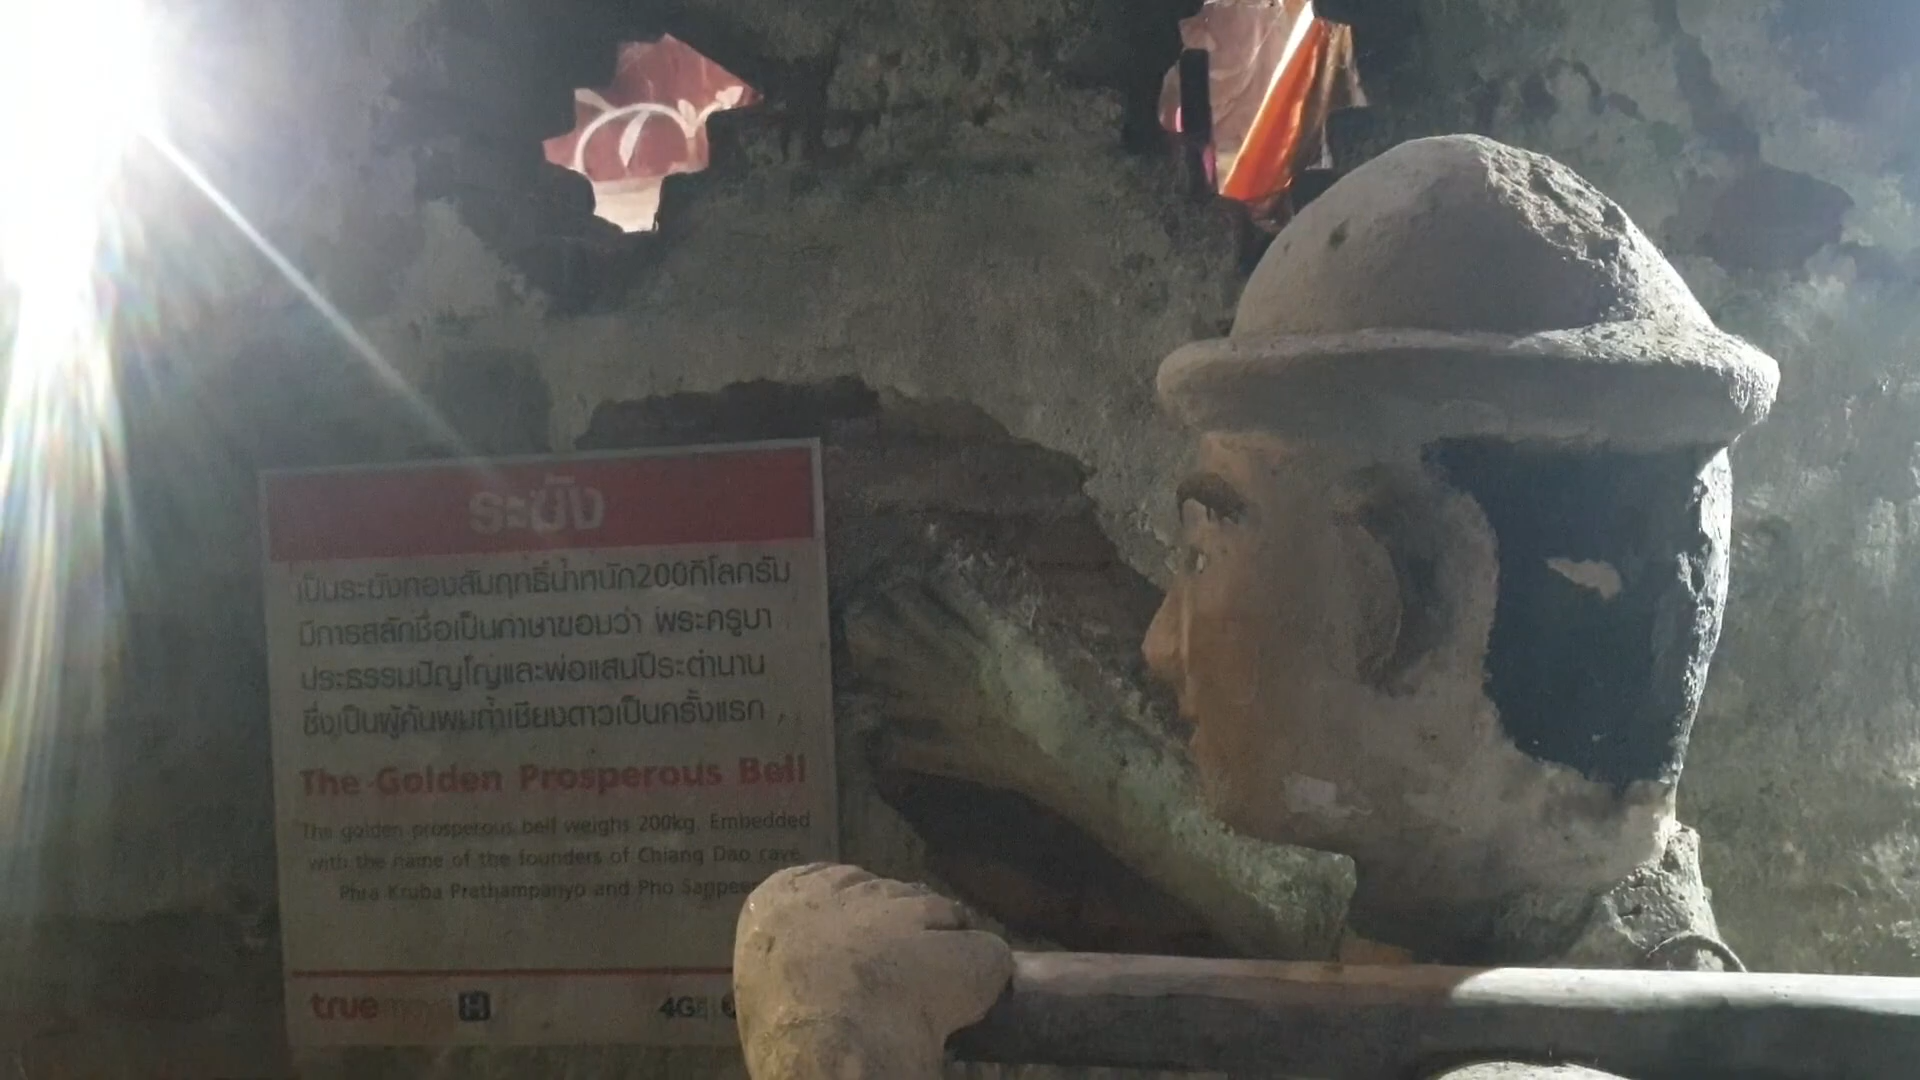 ระฆัง
เป็นระฆังทองสัมฤทธิ์น้ำหนัก200กิโลกรัม
มีการสลักชื่อเป็นภาษาขอมว่า พระครูบา
ประธรรมปัญโญและพ่อแสนปีระตำนาน
ซึ่งเป็นผู้ค้นพบถ้ำเชียงดาวเป็นครั้งแรก
The Golden Prosperous Bell
The golden prosperous bell weighs 200kg. Embedded
with the name of the founders of Chiang Dao cave
Phra Kruba Prethampanyo and Pho
truemove H
4G